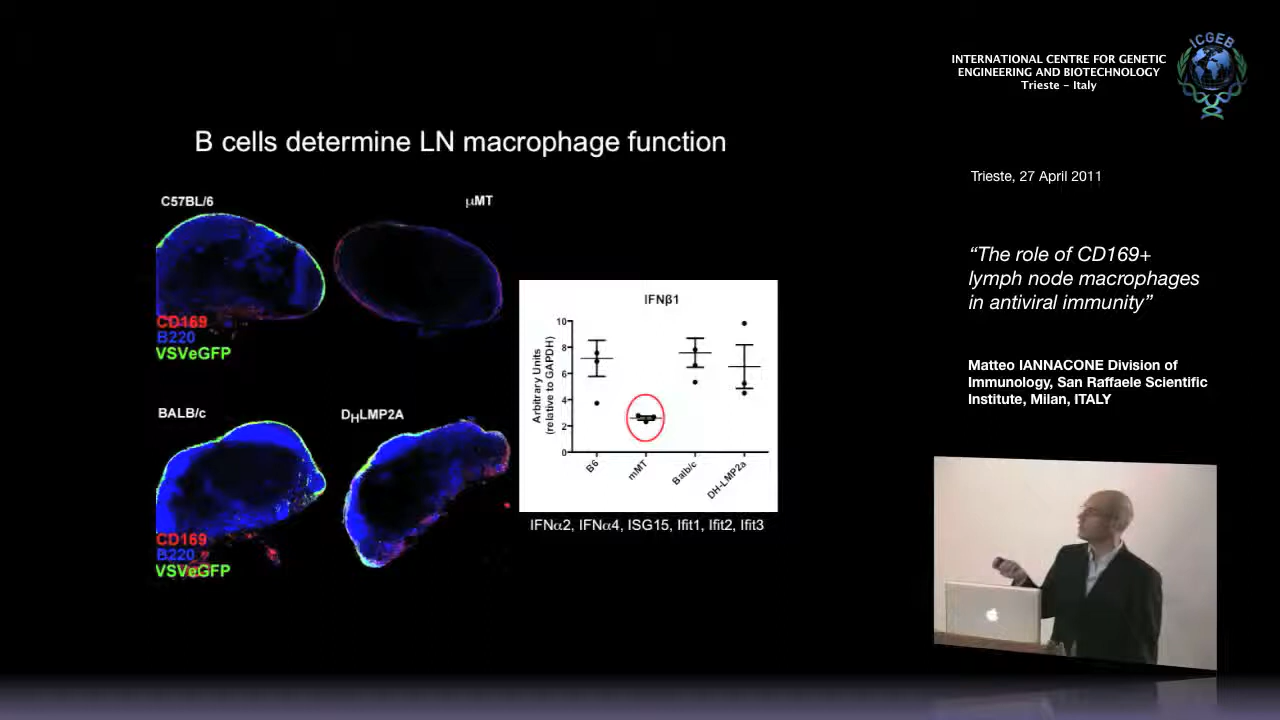 ICGEB
INTERNATIONAL CENTRE FOR GENETIC
ENGINEERING AND BIOTECHNOLOGY
Trieste – Italy
B cells determine LN macrophage function
Trieste, 27 April 2011
C57BL/6
μMT
CD169
B220
VSVeGFP
“The role of CD169+
lymph node macrophages
in antiviral immunity”
IFNβ1
10
8
6
4
2
0
Arbitrary Units
(relative to GAPDH)
B6
mMT
Balb/c
DH-LMP2a
Matteo IANNACONE Division of
Immunology, San Raffaele Scientific
Institute, Milan, ITALY
BALB/c
DHLMP2A
CD169
B220
VSVeGFP
IFNα2, IFNα4, ISG15, Ifit1, Ifit2, Ifit3